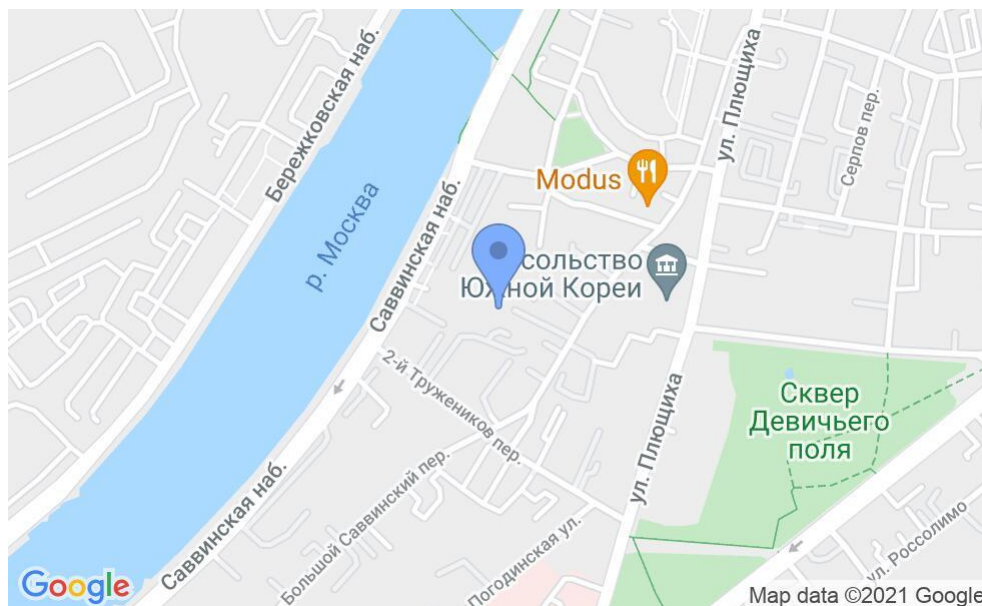 Бережковская наб.
р. Москва
Саввинская наб.
ул. Плющиха
Серпов пер.
Modus
сольство
Южной Кореи
2-й Тружеников пер.
ул. Плющиха
Сквер
Девичьего
поля
Большой Саввинский пер.
Саввинская наб.
Погодинская ул.
ул. Россолимо
Google
Map data ©2021 Google